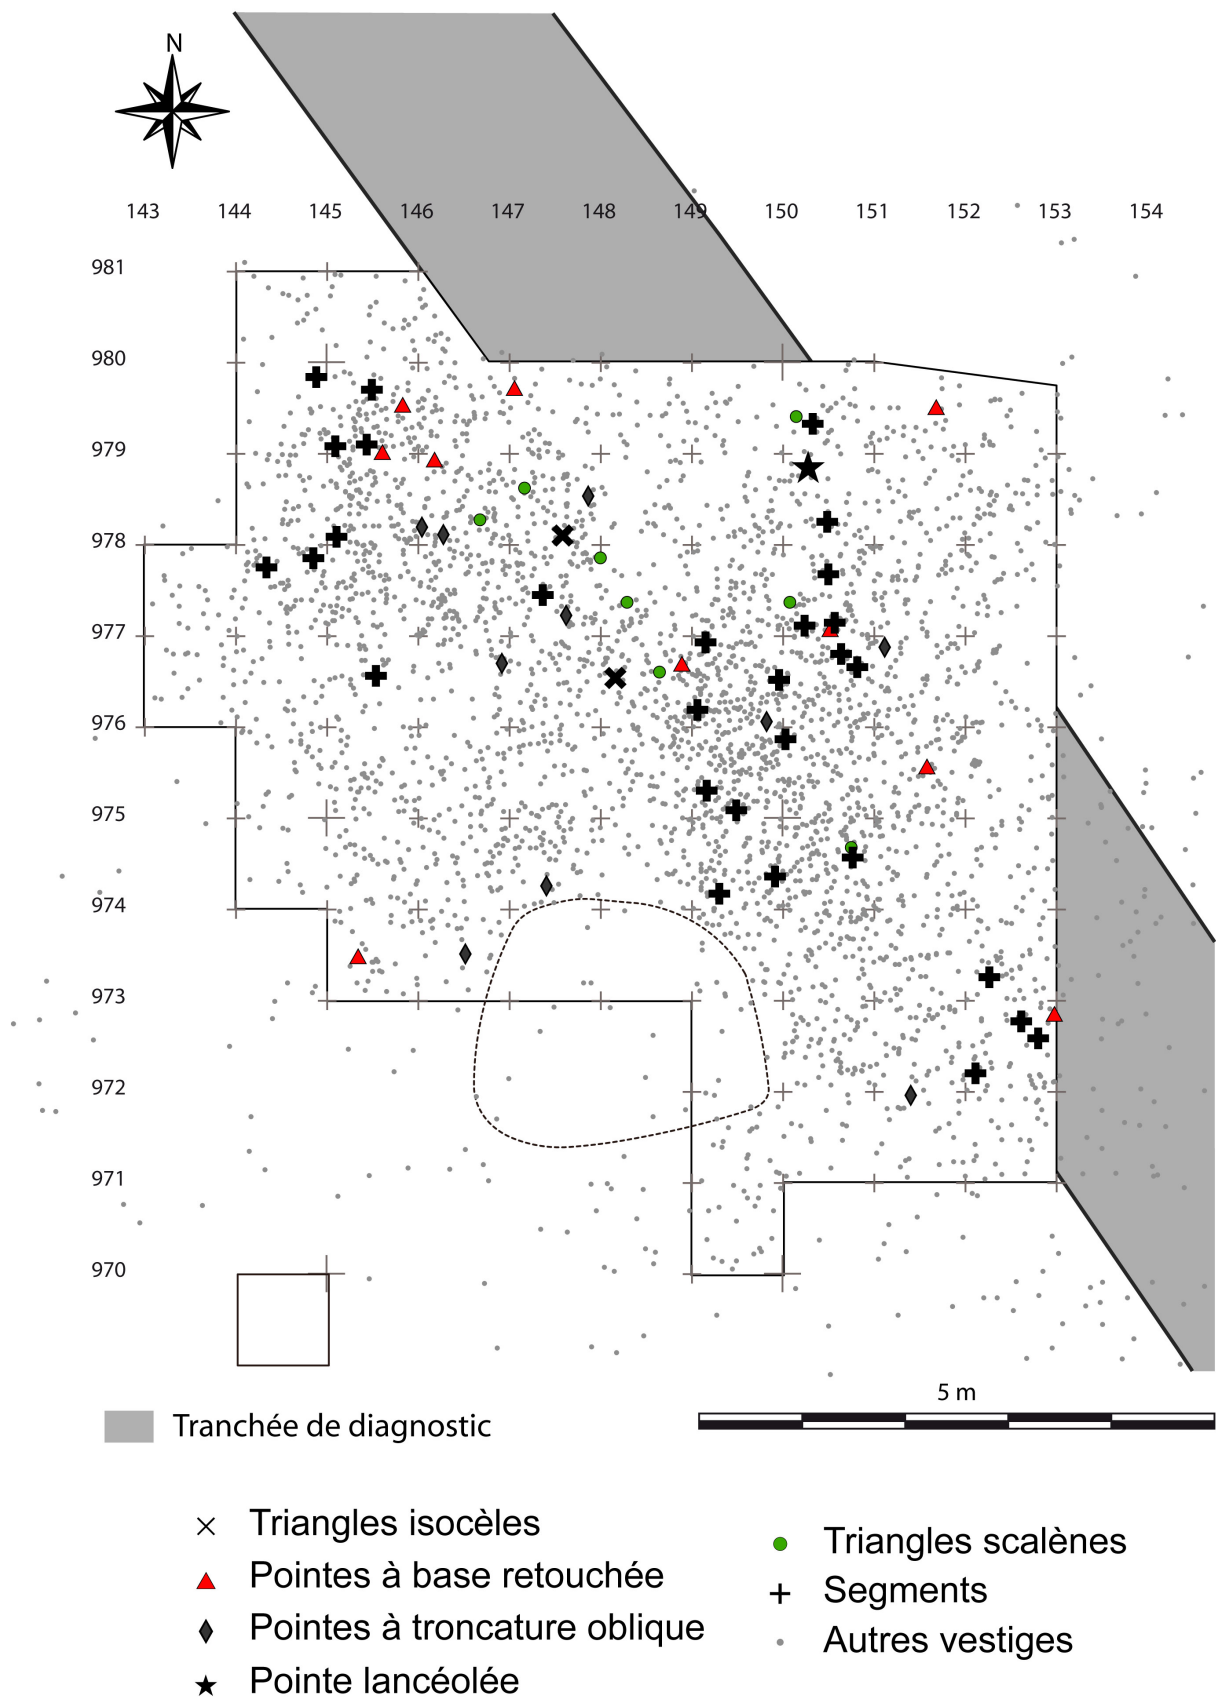 N
143 144 145 146 147 148 149 150 151 152 153 154
981
980
979
978
977
976
975
974
973
972
971
970
5 m
Tranchée de diagnostic
Triangles isocèles
Pointes à base retouchée
Pointes à troncature oblique
Pointe lancéolée
Triangles scalènes
Segments
Autres vestiges